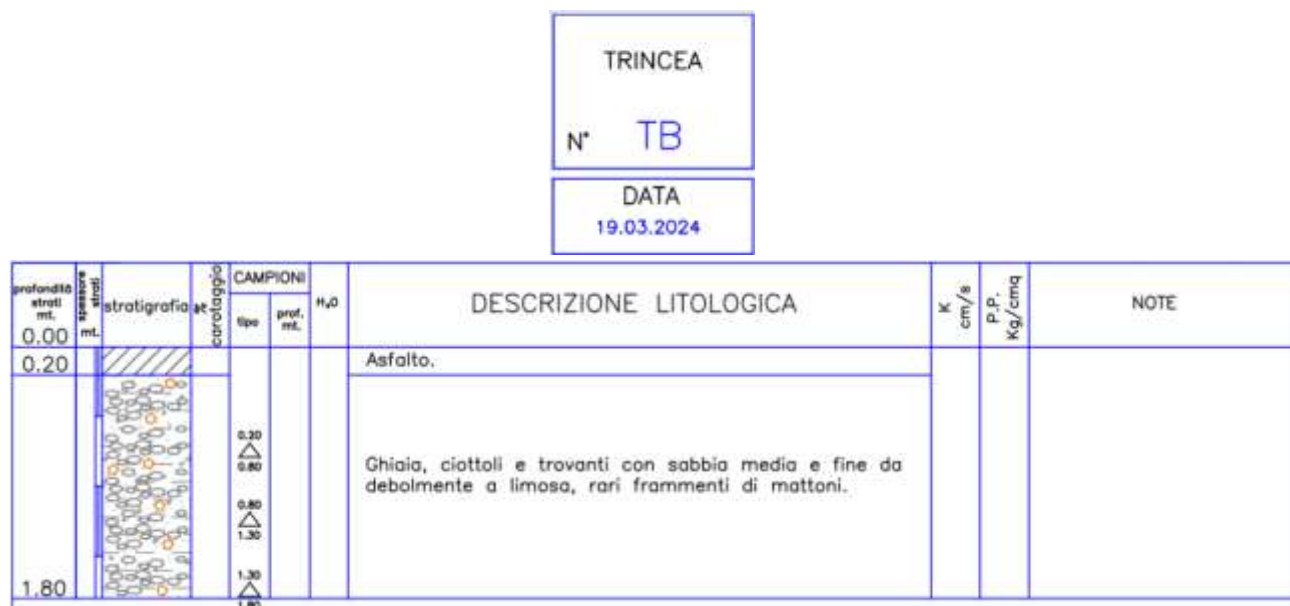 TRINCEA
N° TB
DATA
19.03.2024
profondità strati mt.
0.00
spessore strati mt.
stratigrafia
carotaggio
CAMPIONI
tipo
prof. mt.
DESCRIZIONE LITOLOGICA
K cm/s
P.P. Kg/cmq
NOTE
0.20
Asfalto.
0.20
0.80
Ghiaia, ciottoli e trovanti con sabbia media e fine da
debolmente a limosa, rari frammenti di mattoni.
0.80
1.30
1.80
1.30
1.80